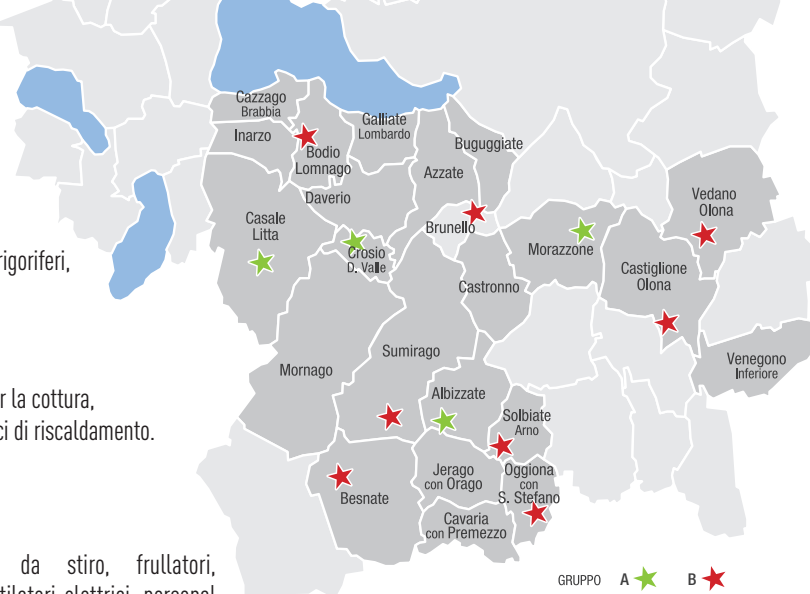 Cazzago
Brabbia
Galliate
Lombardo
Inarzo
Bodio
Lomnago
Buguggiate
Azzate
Daverio
Vedano
Olona
Casale
Litta
Brunello
Crosio
D. Valle
Morazzone
Castiglione
Olona
Castronno
Mornago
Sumirago
Venegono
Inferiore
Albizzate
Solbiate
Arno
Besnate
Jerago
con Orago
Oggiona
con
S. Stefano
Cavaria
con Premezzo
la cottura,
di riscaldamento.
da stiro, frullatori,
elettrici, personal
GRUPPO A B